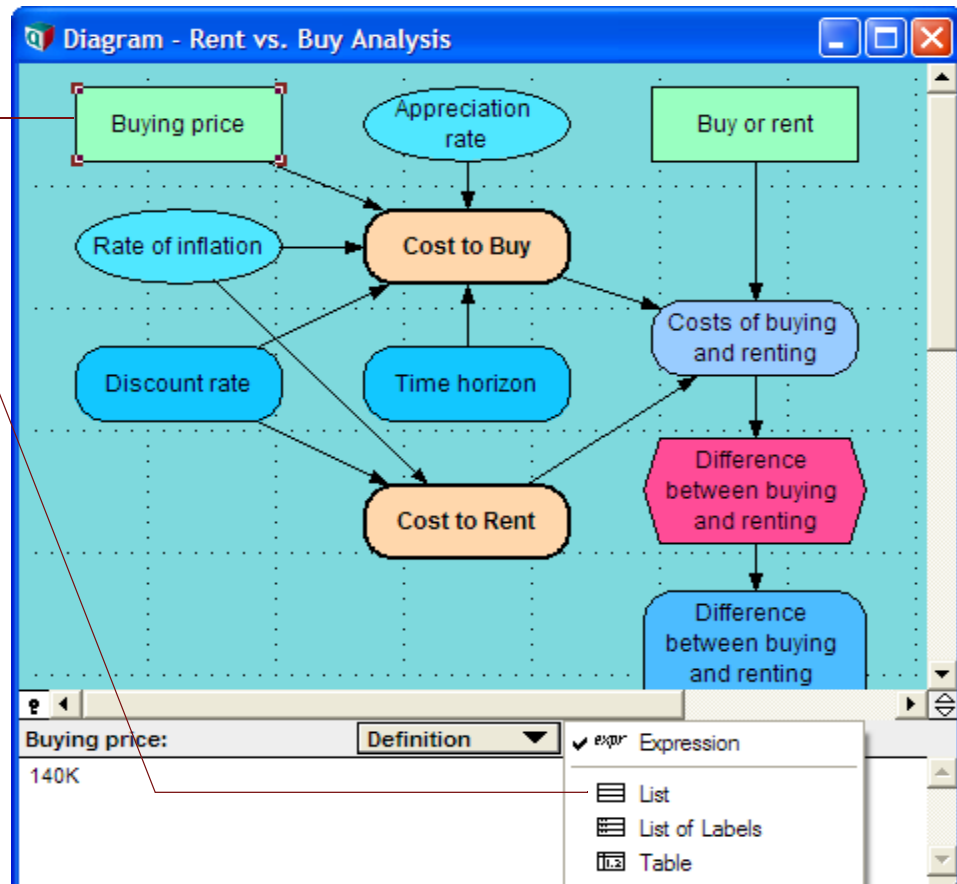 Diagram - Rent vs. Buy Analysis
Buying price
Appreciation
rate
Buy or rent
Rate of inflation
Cost to Buy
Costs of buying
and renting
Discount rate
Time horizon
Difference
between buying
and renting
Cost to Rent
Difference
between buying
and renting
Buying price:
Definition
expr Expression
140K
List
List of Labels
1.2 Table